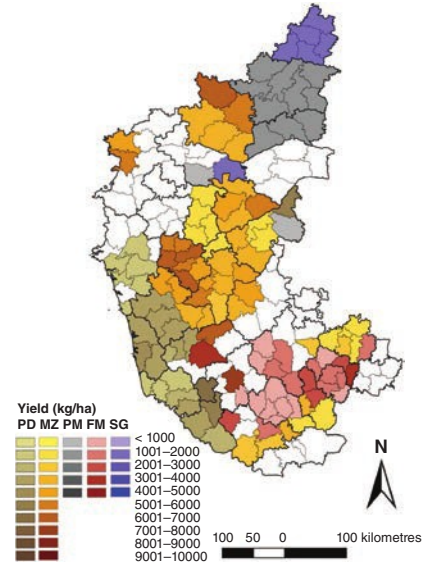 Yield (kg/ha)
PD MZ PM FM SG
< 1000
1001–2000
2001–3000
3001–4000
4001–5000
5001–6000
6001–7000
7001–8000
8001–9000
9001–10000
N
100 50 0 100 kilometres